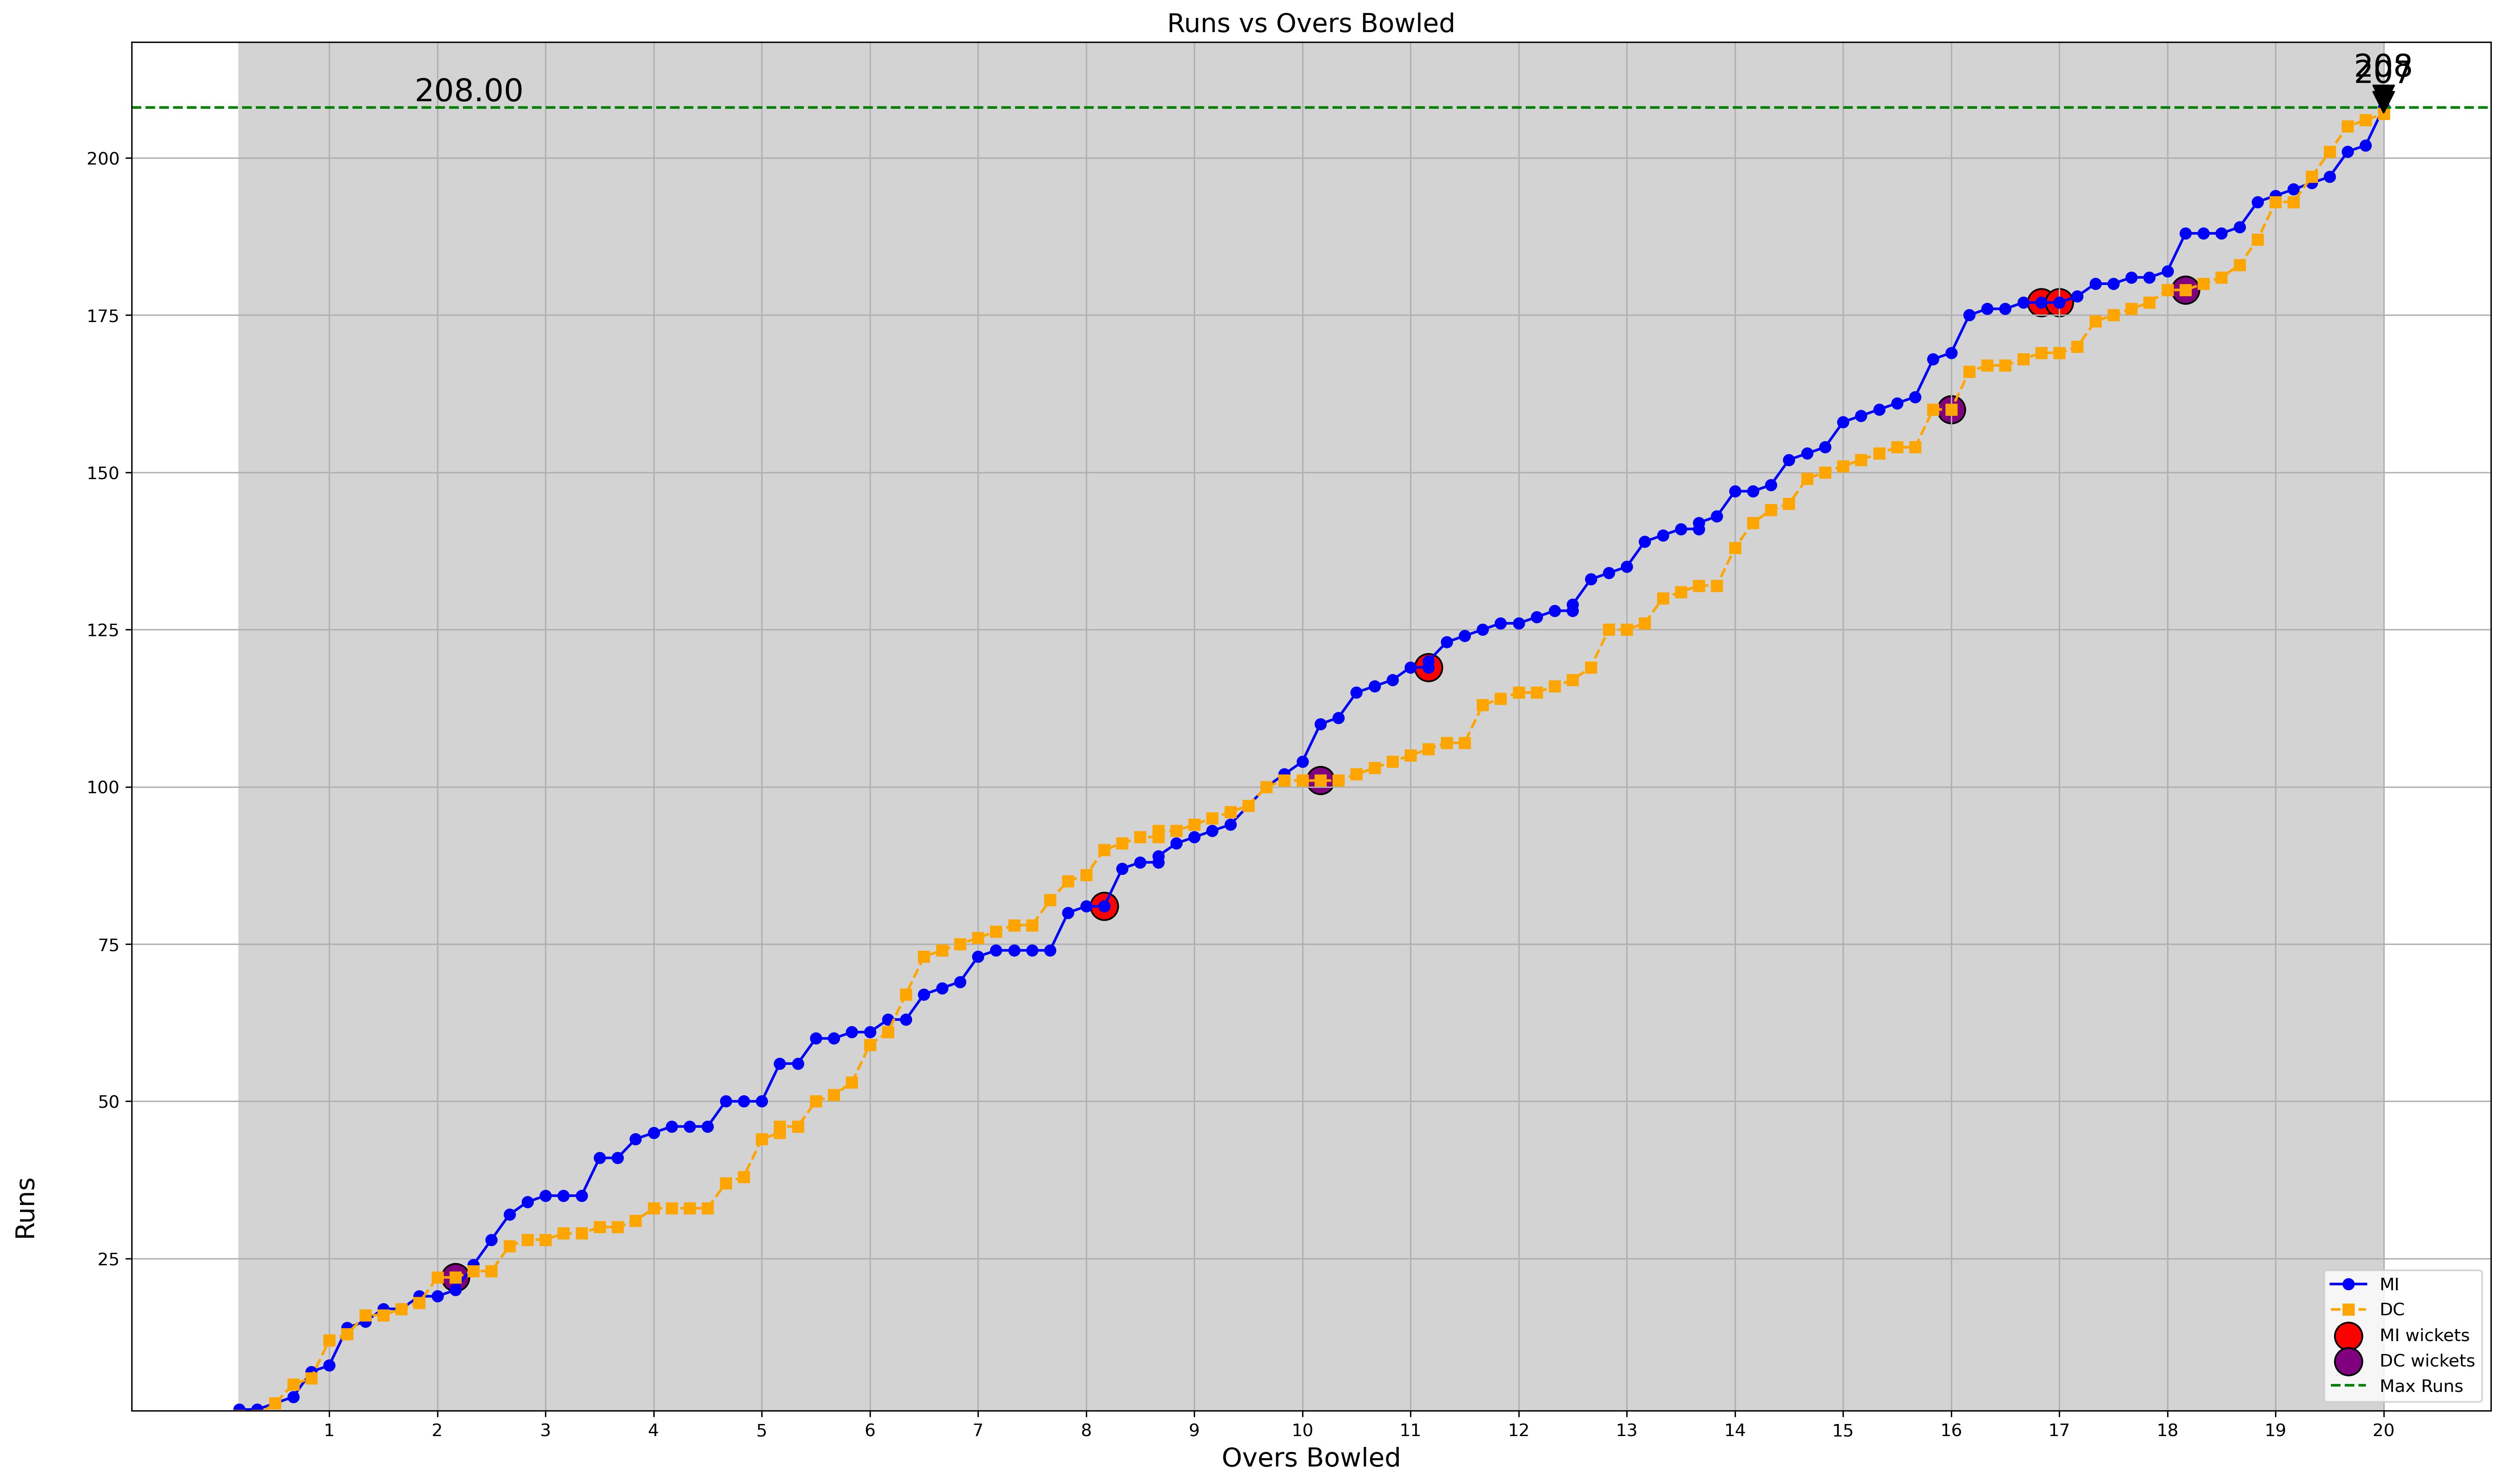 Runs vs Overs Bowled
208.00
208
207
200
175
150
125
100
75
50
25
Runs
1 2 3 4 5 6 7 8 9 10 11 12 13 14 15 16 17 18 19 20
Overs Bowled
MI
DC
MI wickets
DC wickets
Max Runs